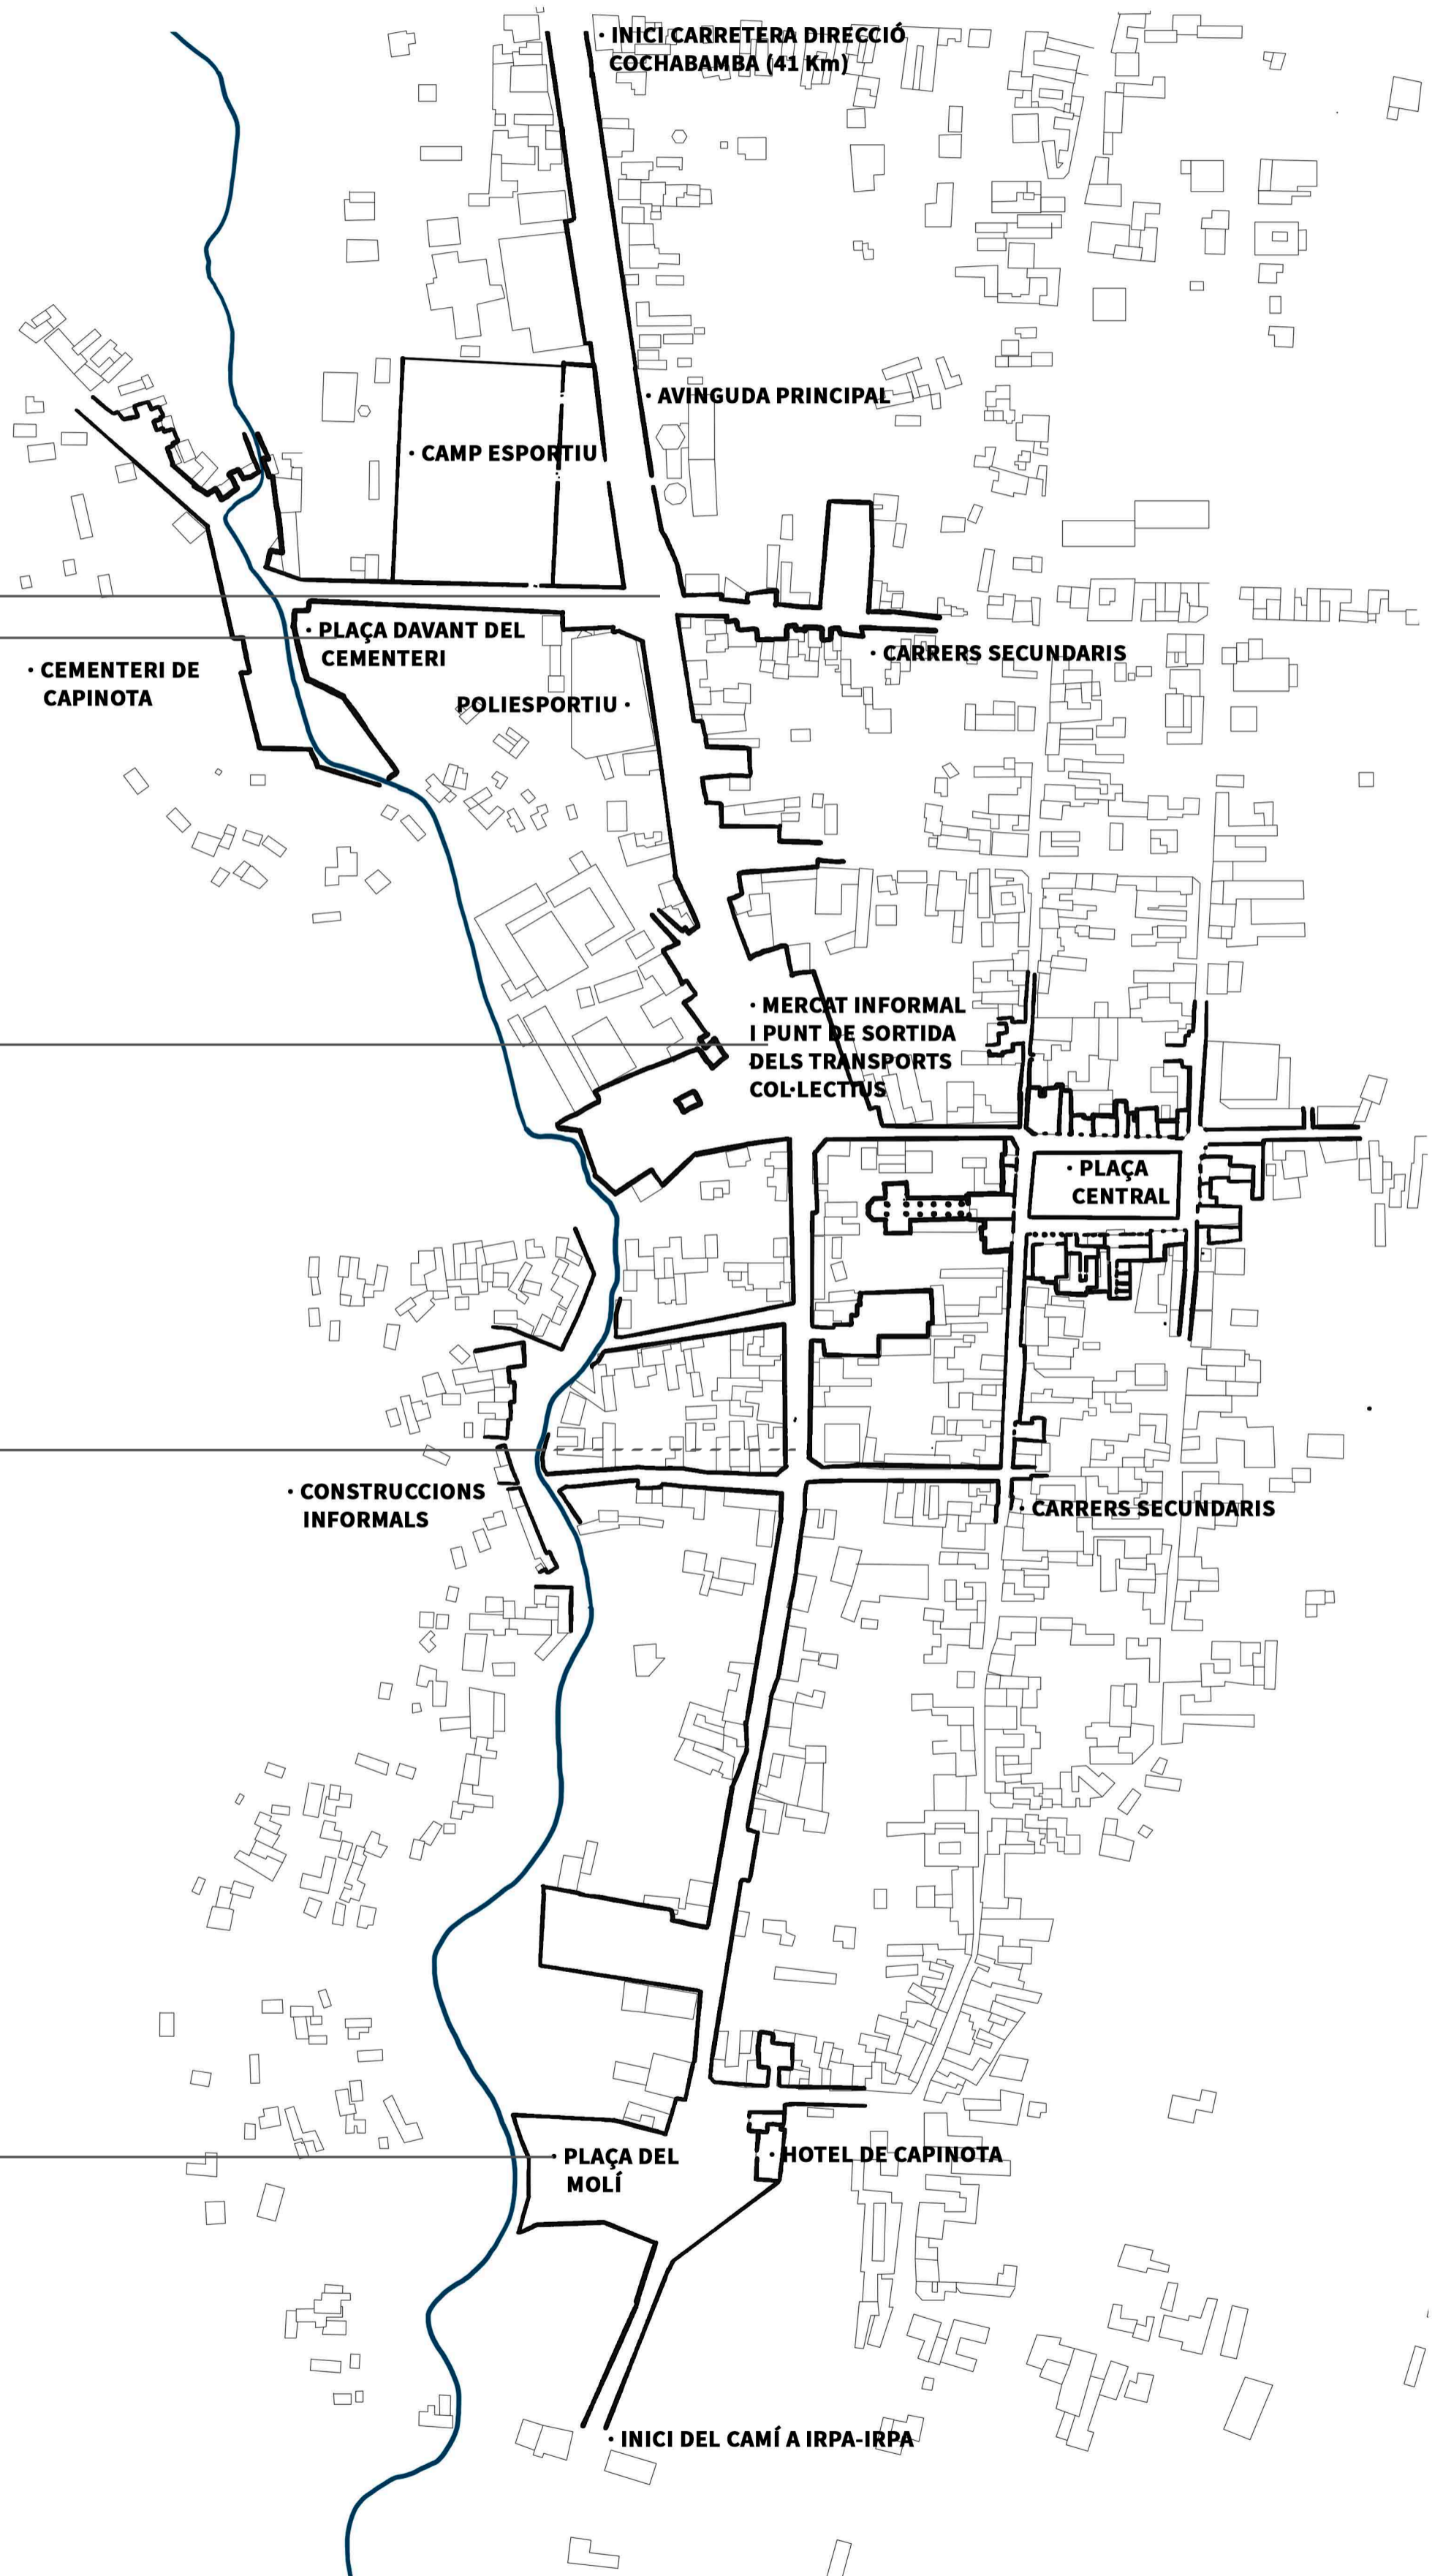 · INICI CARRETERA DIRECCIÓ
COCHABAMBA (41 Km)
· AVINGUDA PRINCIPAL
· CAMP ESPORTIU
· PLAÇA DAVANT DEL
CEMENTERI
· CARRERS SECUNDARIS
· CEMENTERI DE
CAPINOTA
POLIESPORTIU ·
· MERCAT INFORMAL
I PUNT DE SORTIDA
DELS TRANSPORTS
COL·LECTIUS
· PLAÇA
CENTRAL
· CONSTRUCCIONS
INFORMALS
· CARRERS SECUNDARIS
· PLAÇA DEL
MOLÍ
· HOTEL DE CAPINOTA
· INICI DEL CAMÍ A IRPA-IRPA